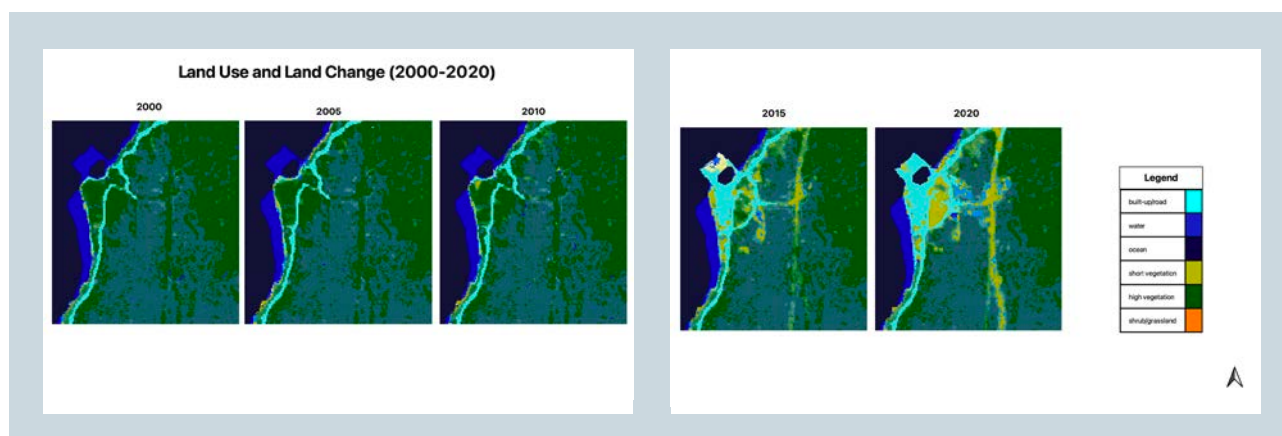 Land Use and Land Change (2000-2020)
2000
2005
2010
2015
2020
Legend
built-up/road
water
ocean
short vegetation
high vegetation
shrub/grassland